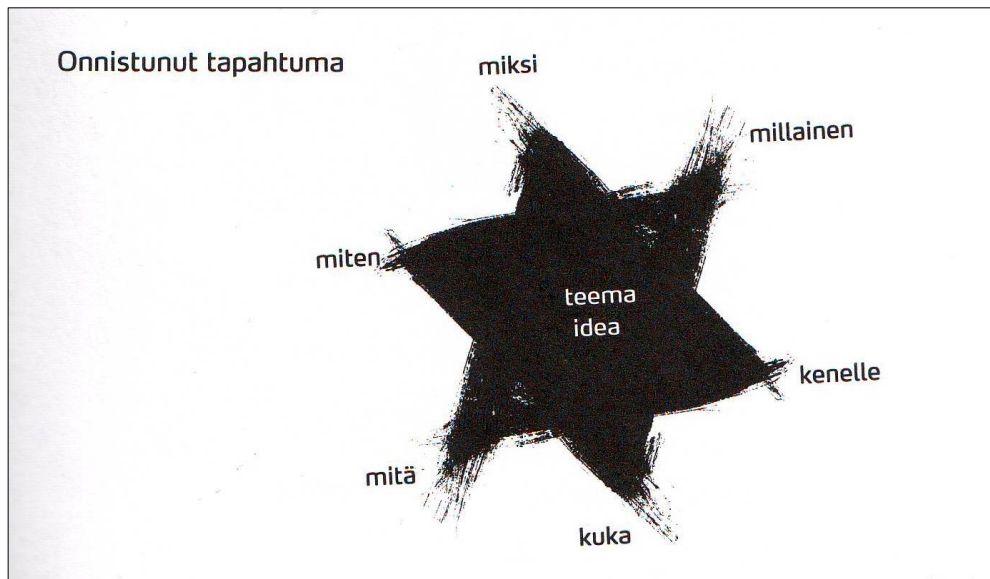 Onnistunut tapahtuma
miksi
millainen
miten
teema
idea
kenelle
mitä
kuka